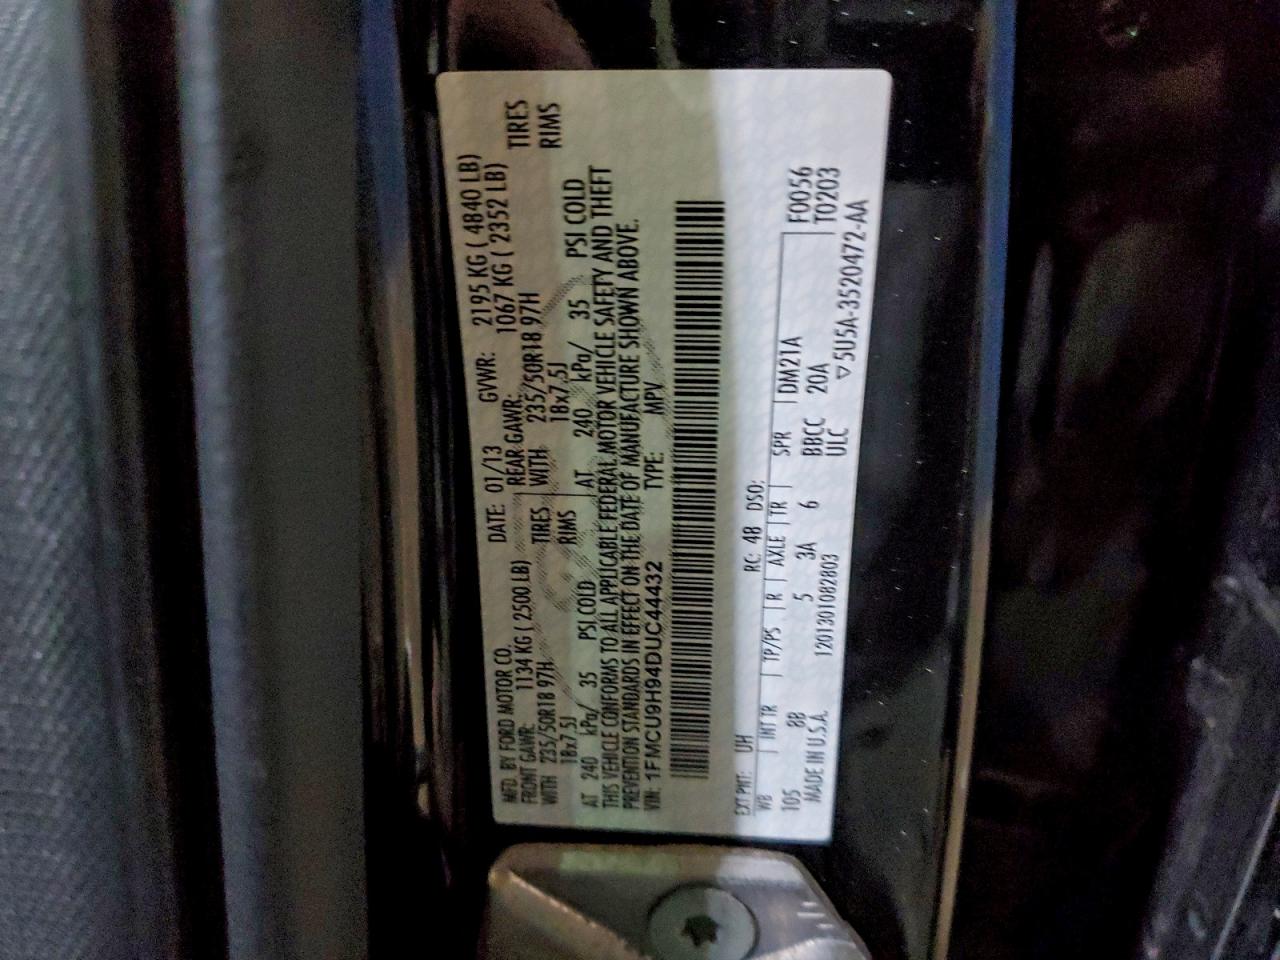 MFD. BY FORD MOTOR CO. DATE: 01/13 GVWR: 2195 KG ( 4840 LB)
FRONT GAWR: 1134 KG ( 2500 LB) REAR GAWR: 1067 KG ( 2352 LB)
WITH 235/50R18 97H TIRES WITH 235/50R18 97H TIRES
18x7.5J RIMS 18x7.5J RIMS
AT 240 kPa/ 35 PSI COLD AT 240 kPa/ 35 PSI COLD
THIS VEHICLE CONFORMS TO ALL APPLICABLE FEDERAL MOTOR VEHICLE SAFETY AND THEFT
PREVENTION STANDARDS IN EFFECT ON THE DATE OF MANUFACTURE SHOWN ABOVE.
VIN: 1FMCU9H94DUC44432 TYPE: MPV
EXT PNT: UH RC: 48 DSO:
WB INT TR TP/PS R AXLE TR SPR DM21A F0056
105 8B 5 3A 6 BBCC 20A T0203
MADE IN U.S.A. 1201301082803 ULC ▽5U5A-3520472-AA